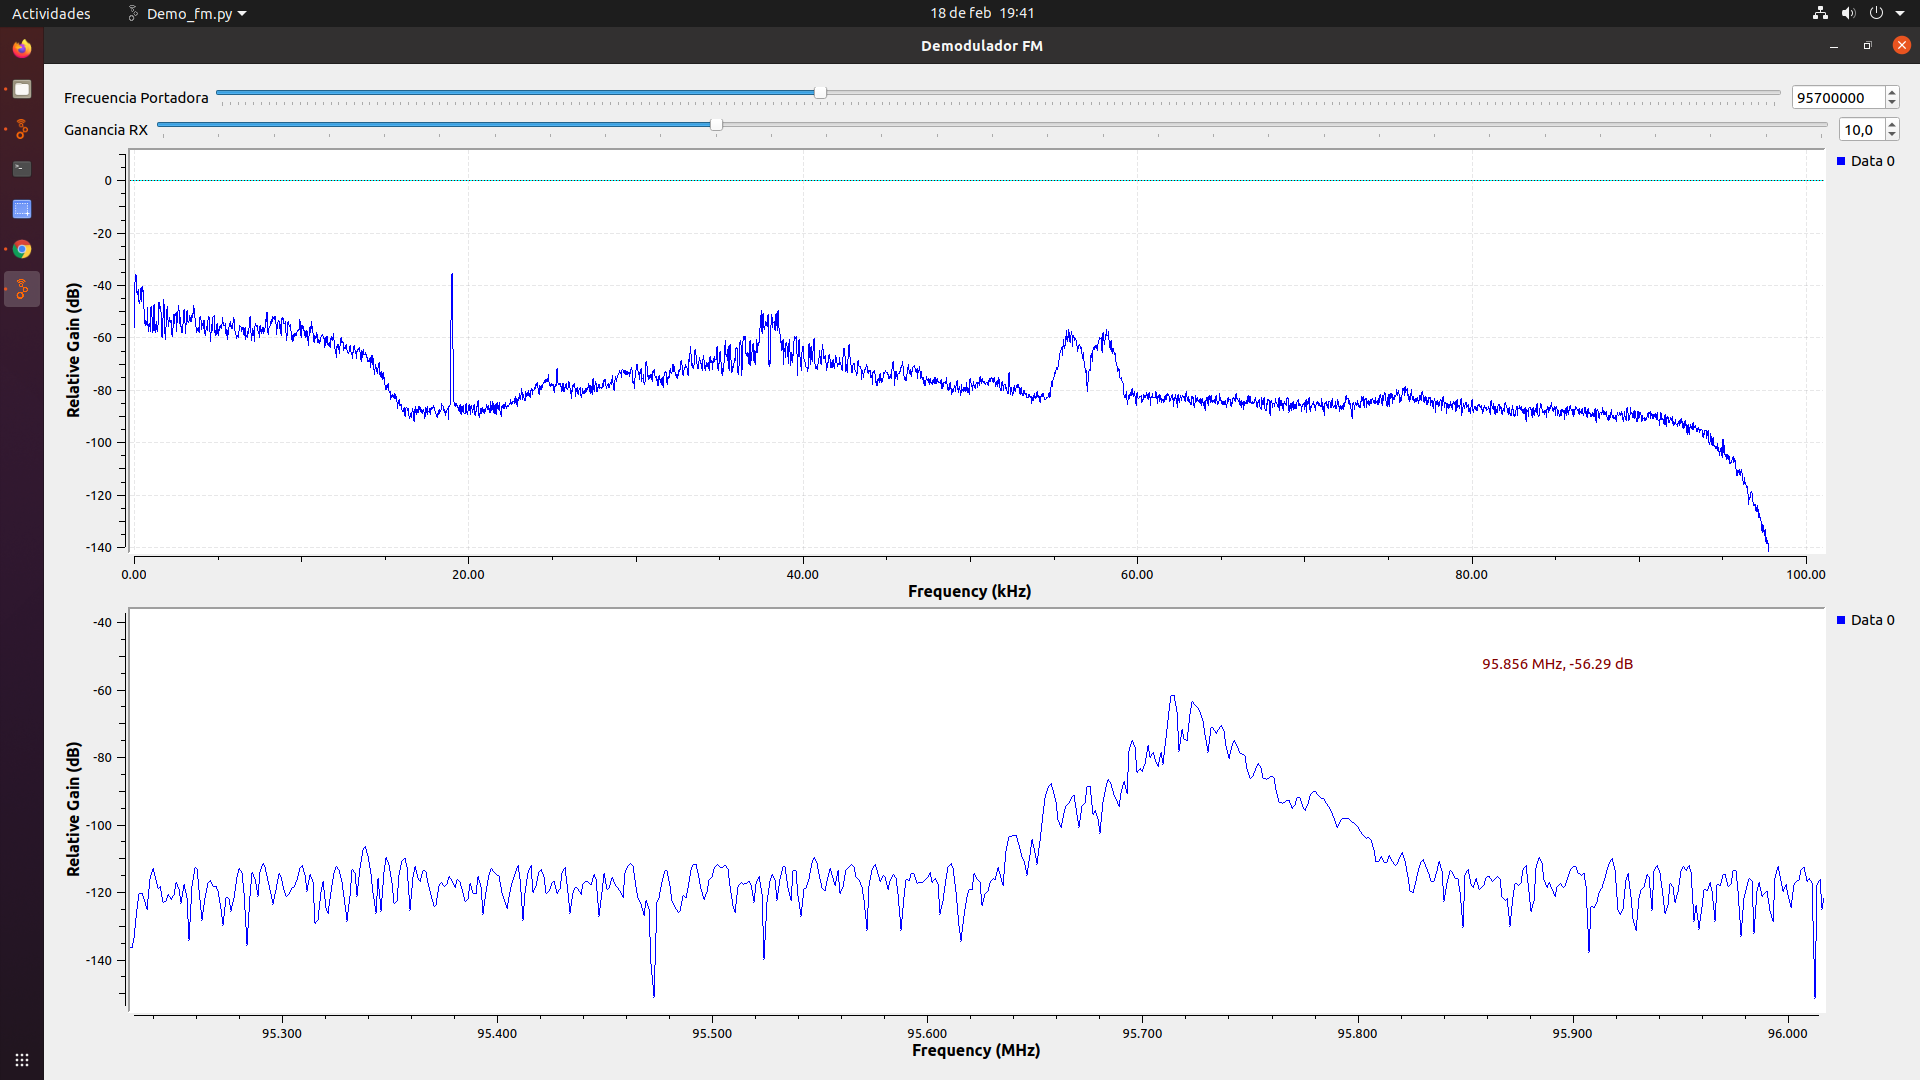 Actividades
Demo_fm.py
18 de feb 19:41
Demodulador FM
Frecuencia Portadora
95700000
Ganancia RX
10,0
Data 0
Relative Gain (dB)
0
-20
-40
-60
-80
-100
-120
-140
0.00
20.00
40.00
60.00
80.00
100.00
Frequency (kHz)
Data 0
95.856 MHz, -56.29 dB
Relative Gain (dB)
-40
-60
-80
-100
-120
-140
95.300
95.400
95.500
95.600
95.700
95.800
95.900
96.000
Frequency (MHz)